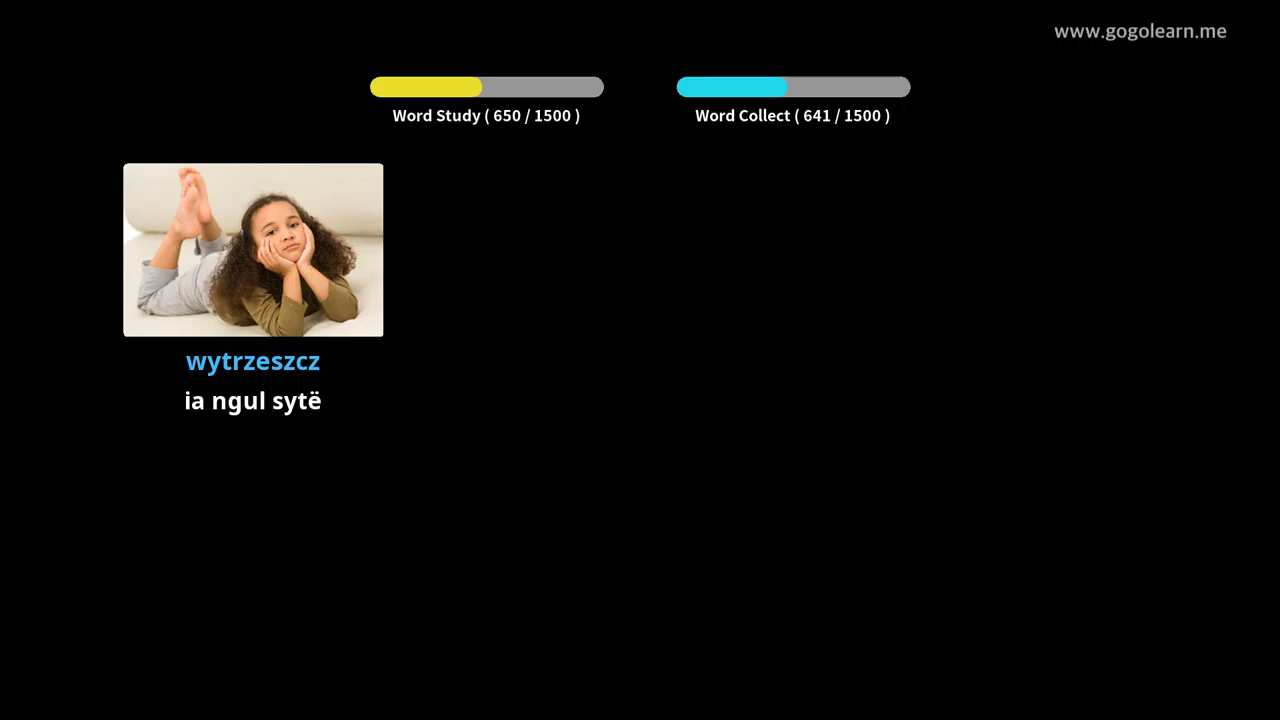 www.gogolearn.me
Word Study ( 650 / 1500 )
Word Collect ( 641 / 1500 )
wytrzeszcz
ia ngul sytë